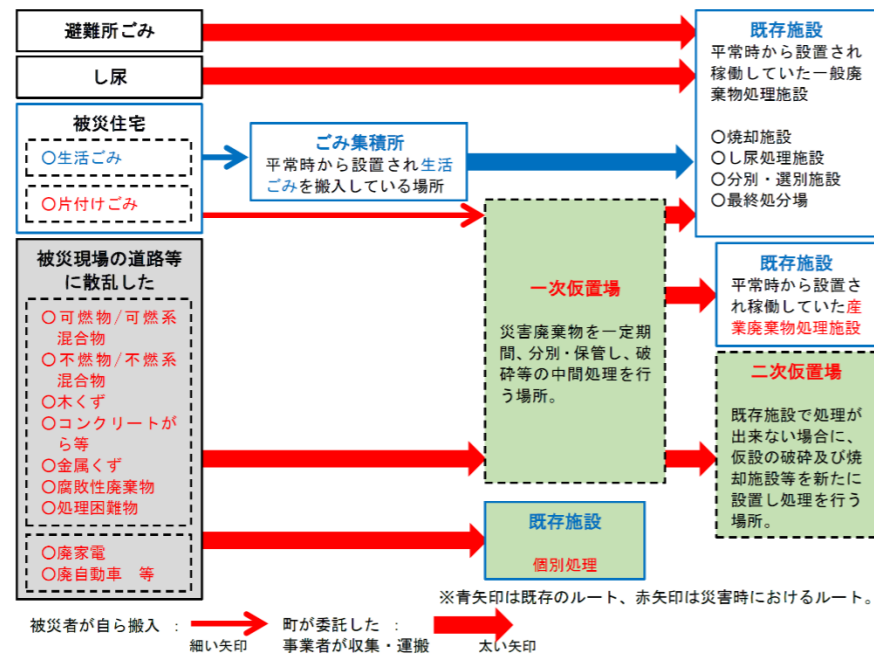 避難所ごみ
し尿
被災住宅
○生活ごみ
○片付けごみ
ごみ集積所
平常時から設置され生活
ごみを搬入している場所
既存施設
平常時から設置され
稼働していた一般廃
棄物処理施設
○焼却施設
○し尿処理施設
○分別・選別施設
○最終処分場
被災現場の道路等
に散乱した
○可燃物/可燃系
混合物
○不燃物/不燃系
混合物
○木くず
○コンクリートが
ら等
○金属くず
○腐敗性廃棄物
○処理困難物
○廃家電
○廃自動車 等
一次仮置場
災害廃棄物を一定期
間、分別・保管し、破
砕等の中間処理を行
う場所。
既存施設
平常時から設置さ
れ稼働していた産
業廃棄物処理施設
二次仮置場
既存施設で処理が
出来ない場合に、
仮設の破砕及び焼
却施設等を新たに
設置し処理を行う
場所。
既存施設
個別処理
※青矢印は既存のルート、赤矢印は災害時におけるルート。
被災者が自ら搬入 :
細い矢印
町が委託した :
事業者が収集・運搬
太い矢印